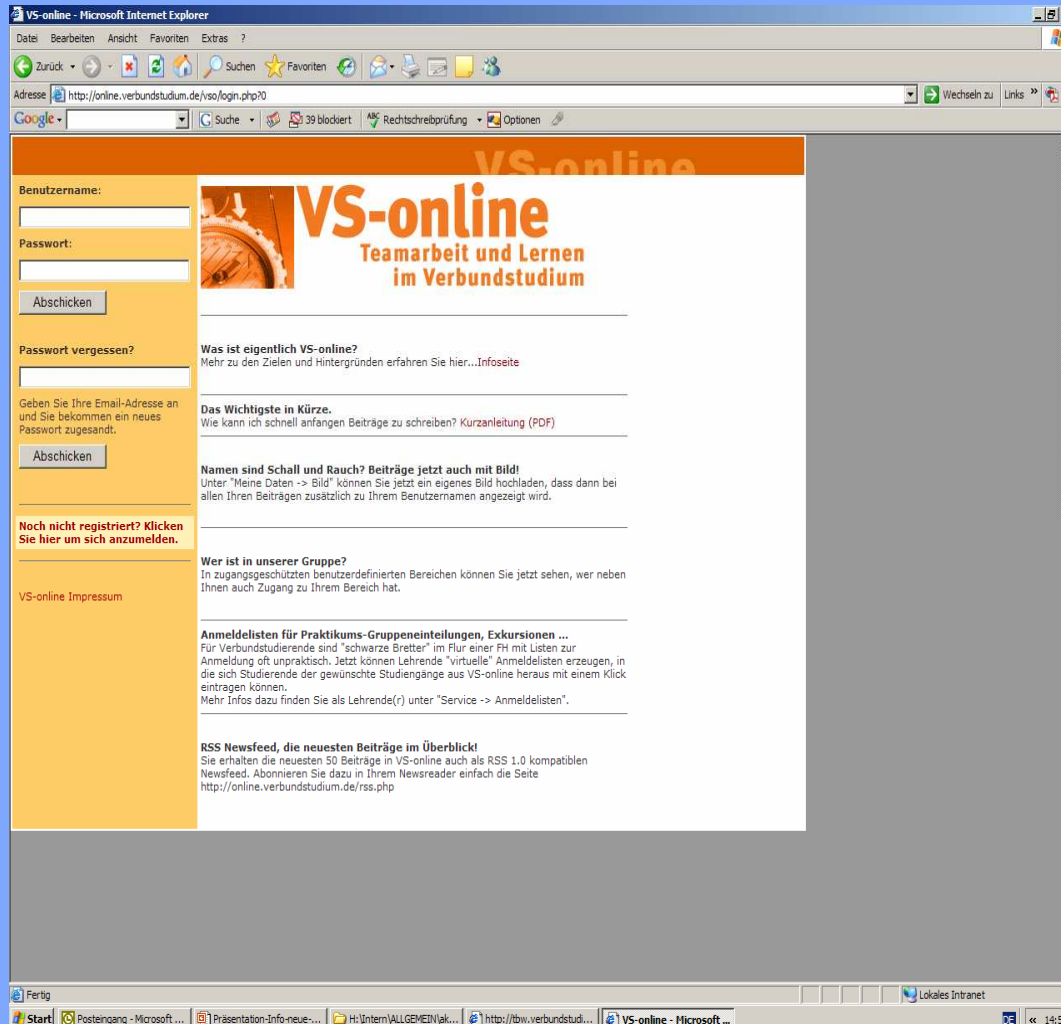 VS-online - Microsoft Internet Explorer
Datei Bearbeiten Ansicht Favoriten Extras ?
Zurück Suchen Favoriten
Adresse http://online.verbundstudium.de/vso/login.php?0 Wechseln zu Links »
Google Suche 39 blockiert ABC Rechtschreibprüfung Optionen
VS-online
Benutzername:
Passwort:
Abschicken
Passwort vergessen?
Geben Sie Ihre Email-Adresse an
und Sie bekommen ein neues
Passwort zugesandt.
Abschicken
Noch nicht registriert? Klicken
Sie hier um sich anzumelden.
VS-online Impressum
VS-online
Teamarbeit und Lernen
im Verbundstudium
Was ist eigentlich VS-online?
Mehr zu den Zielen und Hintergründen erfahren Sie hier...Infoseite
Das Wichtigste in Kürze.
Wie kann ich schnell anfangen Beiträge zu schreiben? Kurzanleitung (PDF)
Namen sind Schall und Rauch? Beiträge jetzt auch mit Bild!
Unter "Meine Daten -> Bild" können Sie jetzt ein eigenes Bild hochladen, dass dann bei
allen Ihren Beiträgen zusätzlich zu Ihrem Benutzernamen angezeigt wird.
Wer ist in unserer Gruppe?
In zugangsgeschützten benutzerdefinierten Bereichen können Sie jetzt sehen, wer neben
Ihnen auch Zugang zu Ihrem Bereich hat.
Anmeldelisten für Praktikums-Gruppeneinteilungen, Exkursionen ...
Für Verbundstudierende sind "schwarze Bretter" im Flur einer FH mit Listen zur
Anmeldung oft unpraktisch. Jetzt können Lehrende "virtuelle" Anmeldelisten erzeugen, in
die sich Studierende der gewünschte Studiengänge aus VS-online heraus mit einem Klick
eintragen können.
Mehr Infos dazu finden Sie als Lehrende(r) unter "Service -> Anmeldelisten".
RSS Newsfeed, die neuesten Beiträge im Überblick!
Sie erhalten die neuesten 50 Beiträge in VS-online auch als RSS 1.0 kompatiblen
Newsfeed. Abonnieren Sie dazu in Ihrem Newsreader einfach die Seite
http://online.verbundstudium.de/rss.php
Fertig Lokales Intranet
Start Posteingang - Microsoft ... Präsentation-Info-neue-... H:\Intern\ALLGEMEIN\ak... http://tbw.verbundstudi... VS-online - Microsoft ... DE «